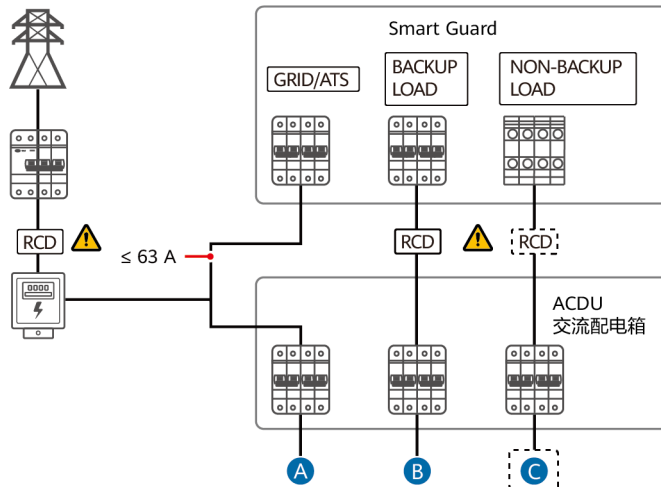 Smart Guard
GRID/ATS
BACKUP
LOAD
NON-BACKUP
LOAD
RCD
≤ 63 A
RCD
RCD
ACDU
交流配电箱
A
B
C